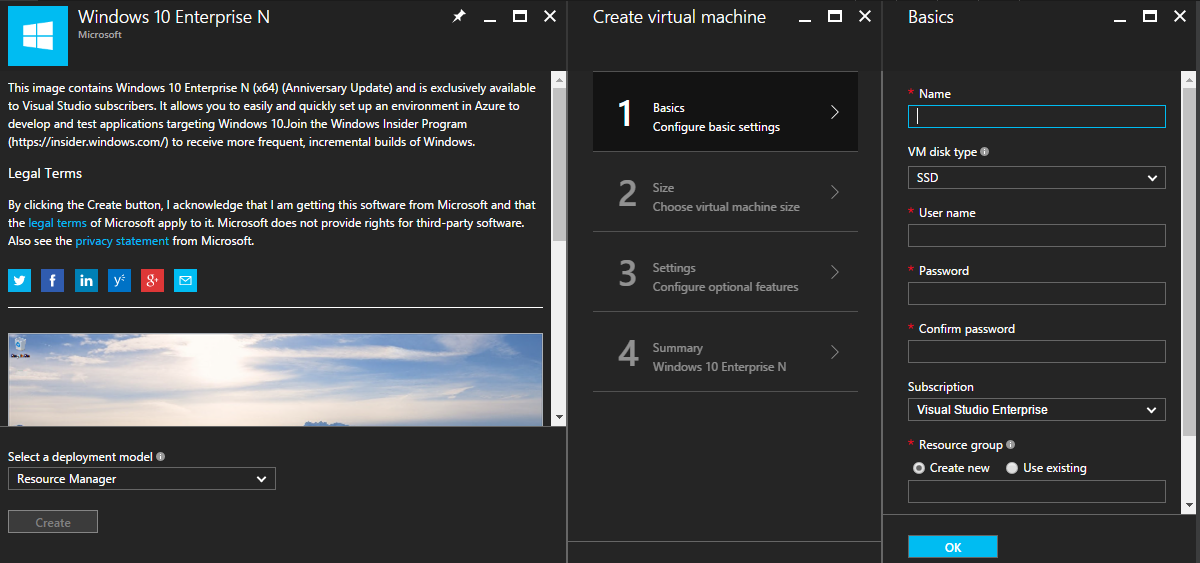 Windows 10 Enterprise N
Microsoft
This image contains Windows 10 Enterprise N (x64) (Anniversary Update) and is exclusively available
to Visual Studio subscribers. It allows you to easily and quickly set up an environment in Azure to
develop and test applications targeting Windows 10.Join the Windows Insider Program
(https://insider.windows.com/) to receive more frequent, incremental builds of Windows.
Legal Terms
By clicking the Create button, I acknowledge that I am getting this software from Microsoft and that
the legal terms of Microsoft apply to it. Microsoft does not provide rights for third-party software.
Also see the privacy statement from Microsoft.
f
in
y
g+
Select a deployment model
Resource Manager
Create
Create virtual machine
1
Basics
Configure basic settings
2
Size
Choose virtual machine size
3
Settings
Configure optional features
4
Summary
Windows 10 Enterprise N
Basics
* Name
VM disk type
SSD
* User name
* Password
* Confirm password
Subscription
Visual Studio Enterprise
* Resource group
Create new Use existing
OK